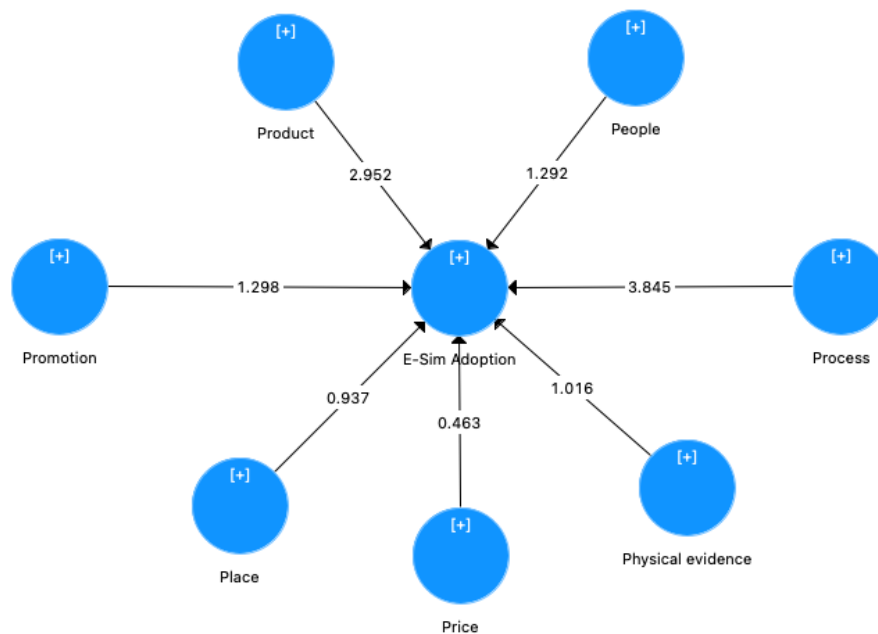 [+]
[+]
Product
People
2.952
1.292
[+]
[+]
[+]
1.298
3.845
Promotion
E-Sim Adoption
Process
0.937
1.016
0.463
[+]
[+]
[+]
Physical evidence
Place
Price